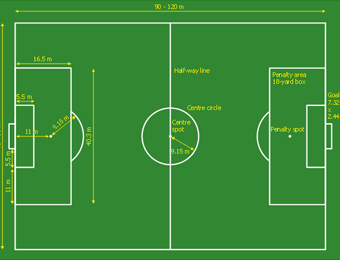 90 - 120 m
16.5 m
Half-way line
Penalty area
18-yard box
5.5 m
Goal
7.32
x
2.44
Centre circle
9.15 m
11 m
40.3 m
Centre
spot
Penalty spot
9.15 m
5.5 m
11 m